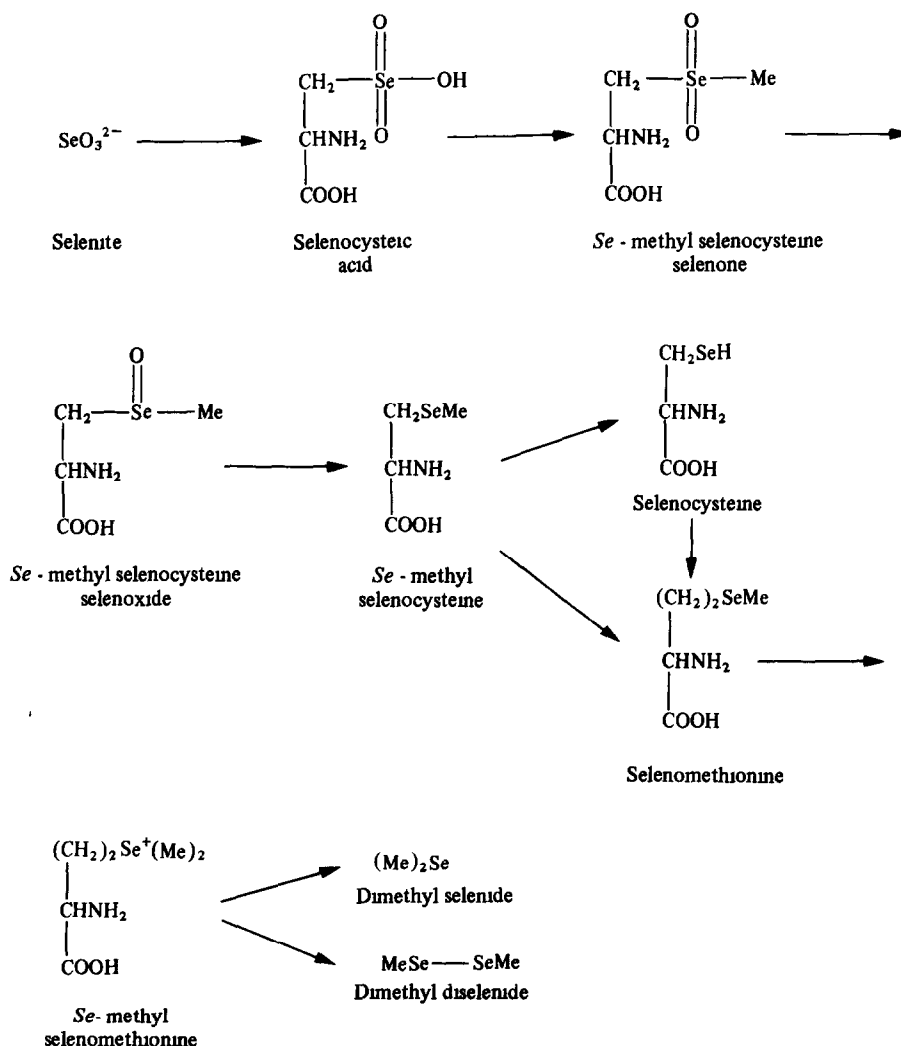 O
CH₂—Se—OH
O
CHNH₂
COOH
Selenocysteic
acid
O
CH₂—Se—Me
O
CHNH₂
COOH
Se - methyl selenocysteine
selenone
SeO₃²⁻
Selenite
O
CH₂—Se—Me
CHNH₂
COOH
Se - methyl selenocysteine
selenoxide
CH₂SeMe
CHNH₂
COOH
Se - methyl
selenocysteine
CH₂SeH
CHNH₂
COOH
Selenocysteine
(CH₂)₂SeMe
CHNH₂
COOH
Selenomethionine
(CH₂)₂Se⁺(Me)₂
CHNH₂
COOH
Se- methyl
selenomethionine
(Me)₂Se
Dimethyl selenide
MeSe—SeMe
Dimethyl diselenide